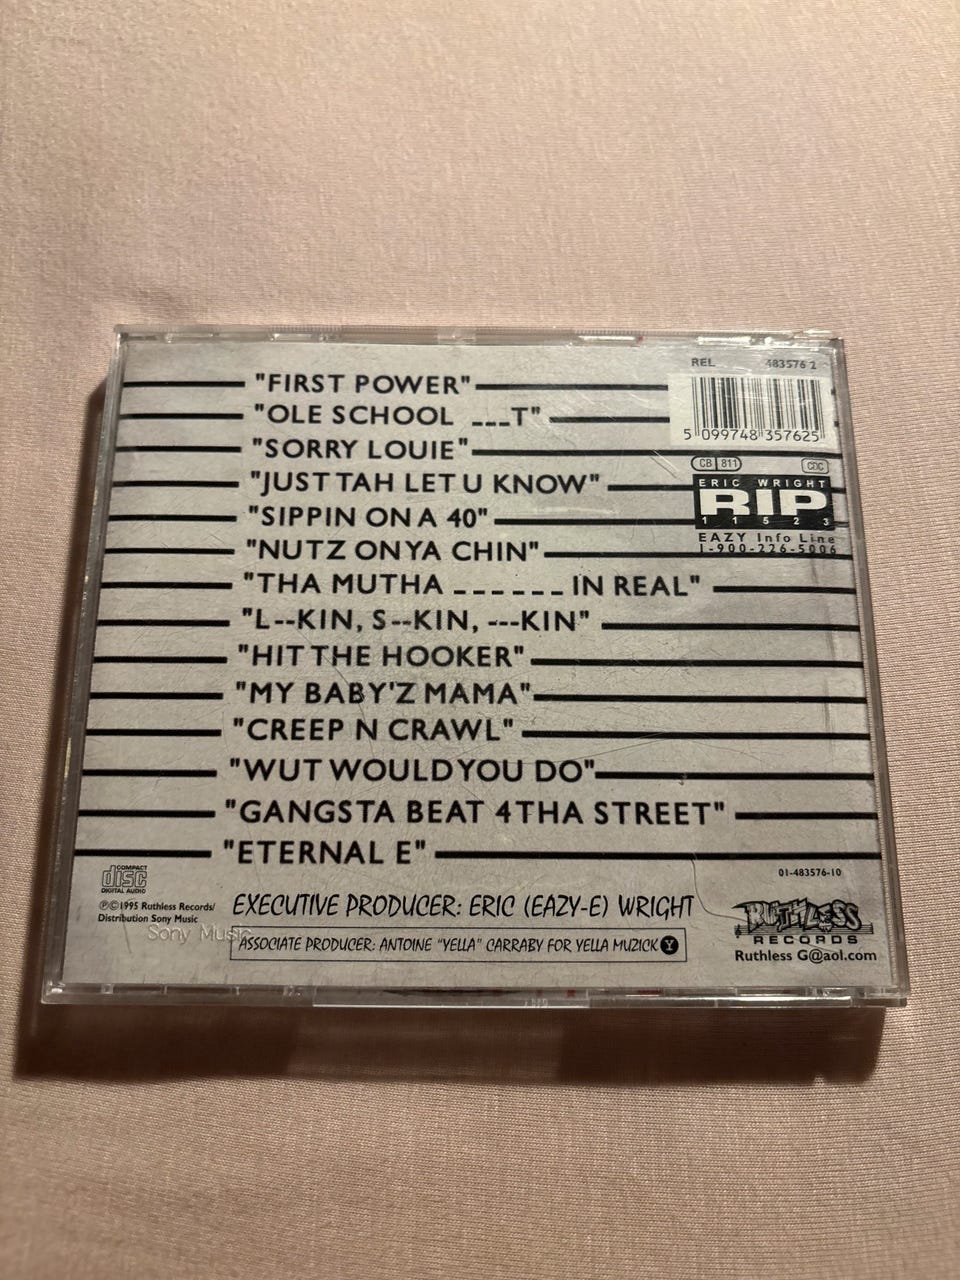 REL 483576 2
5 099748 357625
"FIRST POWER"
"OLE SCHOOL ___T"
"SORRY LOUIE"
"JUST TAH LET U KNOW"
"SIPPIN ON A 40"
"NUTZ ON YA CHIN"
"THA MUTHA _ _ _ _ _ _ IN REAL"
"L--KIN, S--KIN, ---KIN"
"HIT THE HOOKER"
"MY BABY'Z MAMA"
"CREEP N CRAWL"
"WUT WOULD YOU DO"
"GANGSTA BEAT 4 THA STREET"
"ETERNAL E"
CB 811
CDC
ERIC WRIGHT
RIP
1 1 5 2 3
EAZY Info Line
1-900-226-5006
COMPACT
disc
DIGITAL AUDIO
℗©1995 Ruthless Records/
Distribution Sony Music
Sony Music
EXECUTIVE PRODUCER: ERIC (EAZY-E) WRIGHT
ASSOCIATE PRODUCER: ANTOINE "YELLA" CARRABY FOR YELLA MUZICK Y
01-483576-10
RUTHLESS
RECORDS
Ruthless G@aol.com